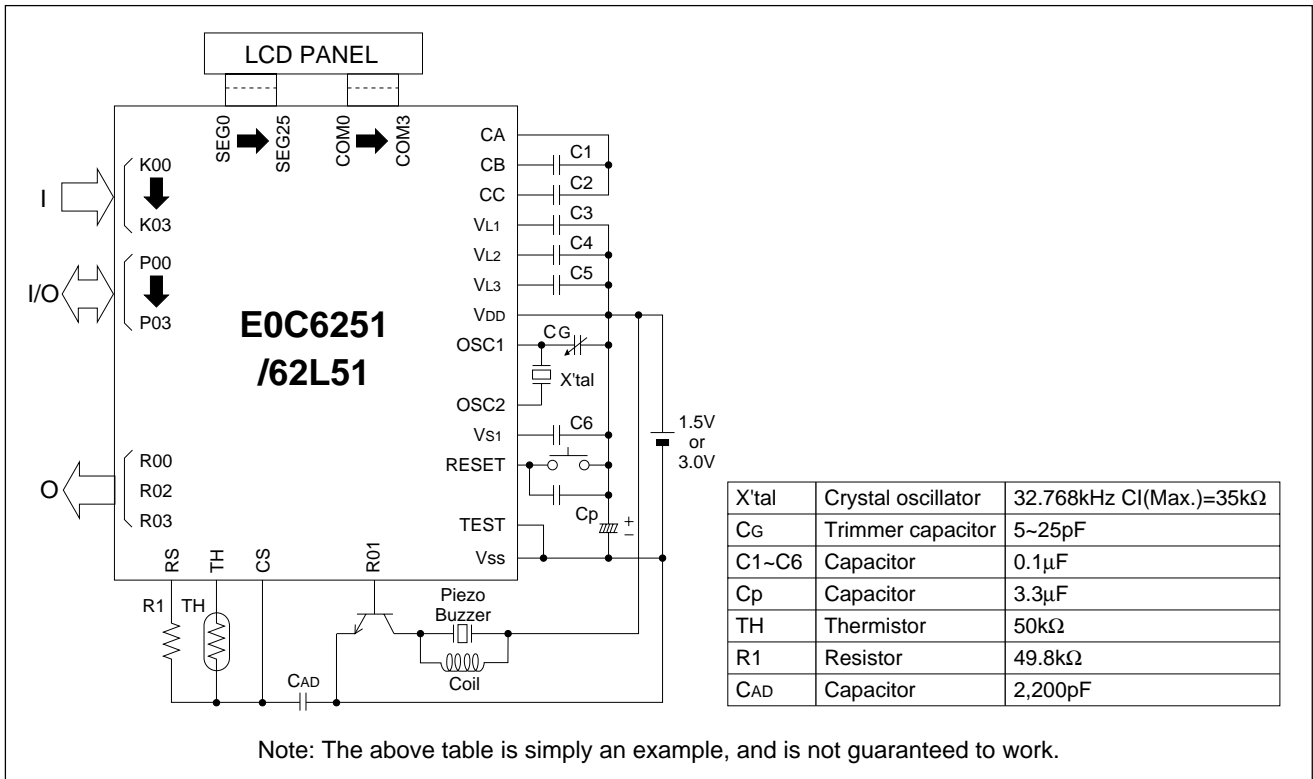 LCD PANEL
SEG0
SEG25
COM0
COM3
I
K00
K03
I/O
P00
P03
E0C6251
/62L51
O
R00
R02
R03
CA
CB
CC
VL1
VL2
VL3
VDD
OSC1
OSC2
VS1
RESET
TEST
Vss
C1
C2
C3
C4
C5
CG
X'tal
C6
Cp
+
–
1.5V
or
3.0V
RS
TH
CS
R01
R1
TH
CAD
Piezo
Buzzer
Coil
X'tal Crystal oscillator 32.768kHz CI(Max.)=35kΩ
CG Trimmer capacitor 5~25pF
C1~C6 Capacitor 0.1μF
Cp Capacitor 3.3μF
TH Thermistor 50kΩ
R1 Resistor 49.8kΩ
CAD Capacitor 2,200pF
Note: The above table is simply an example, and is not guaranteed to work.